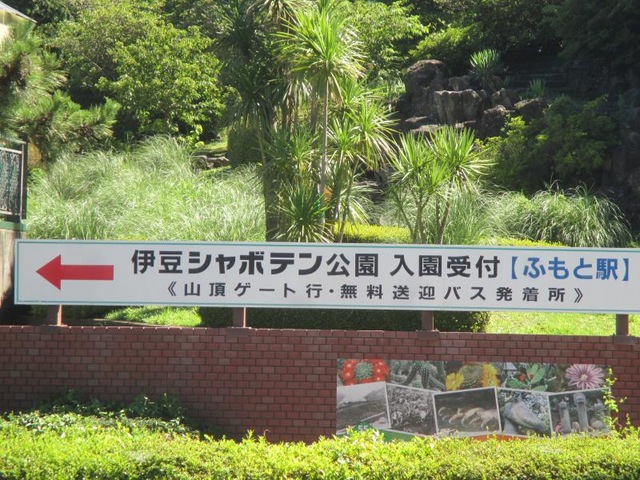 伊豆シャボテン公園 入園受付【ふもと駅】
《山頂ゲート行・無料送迎バス発着所》